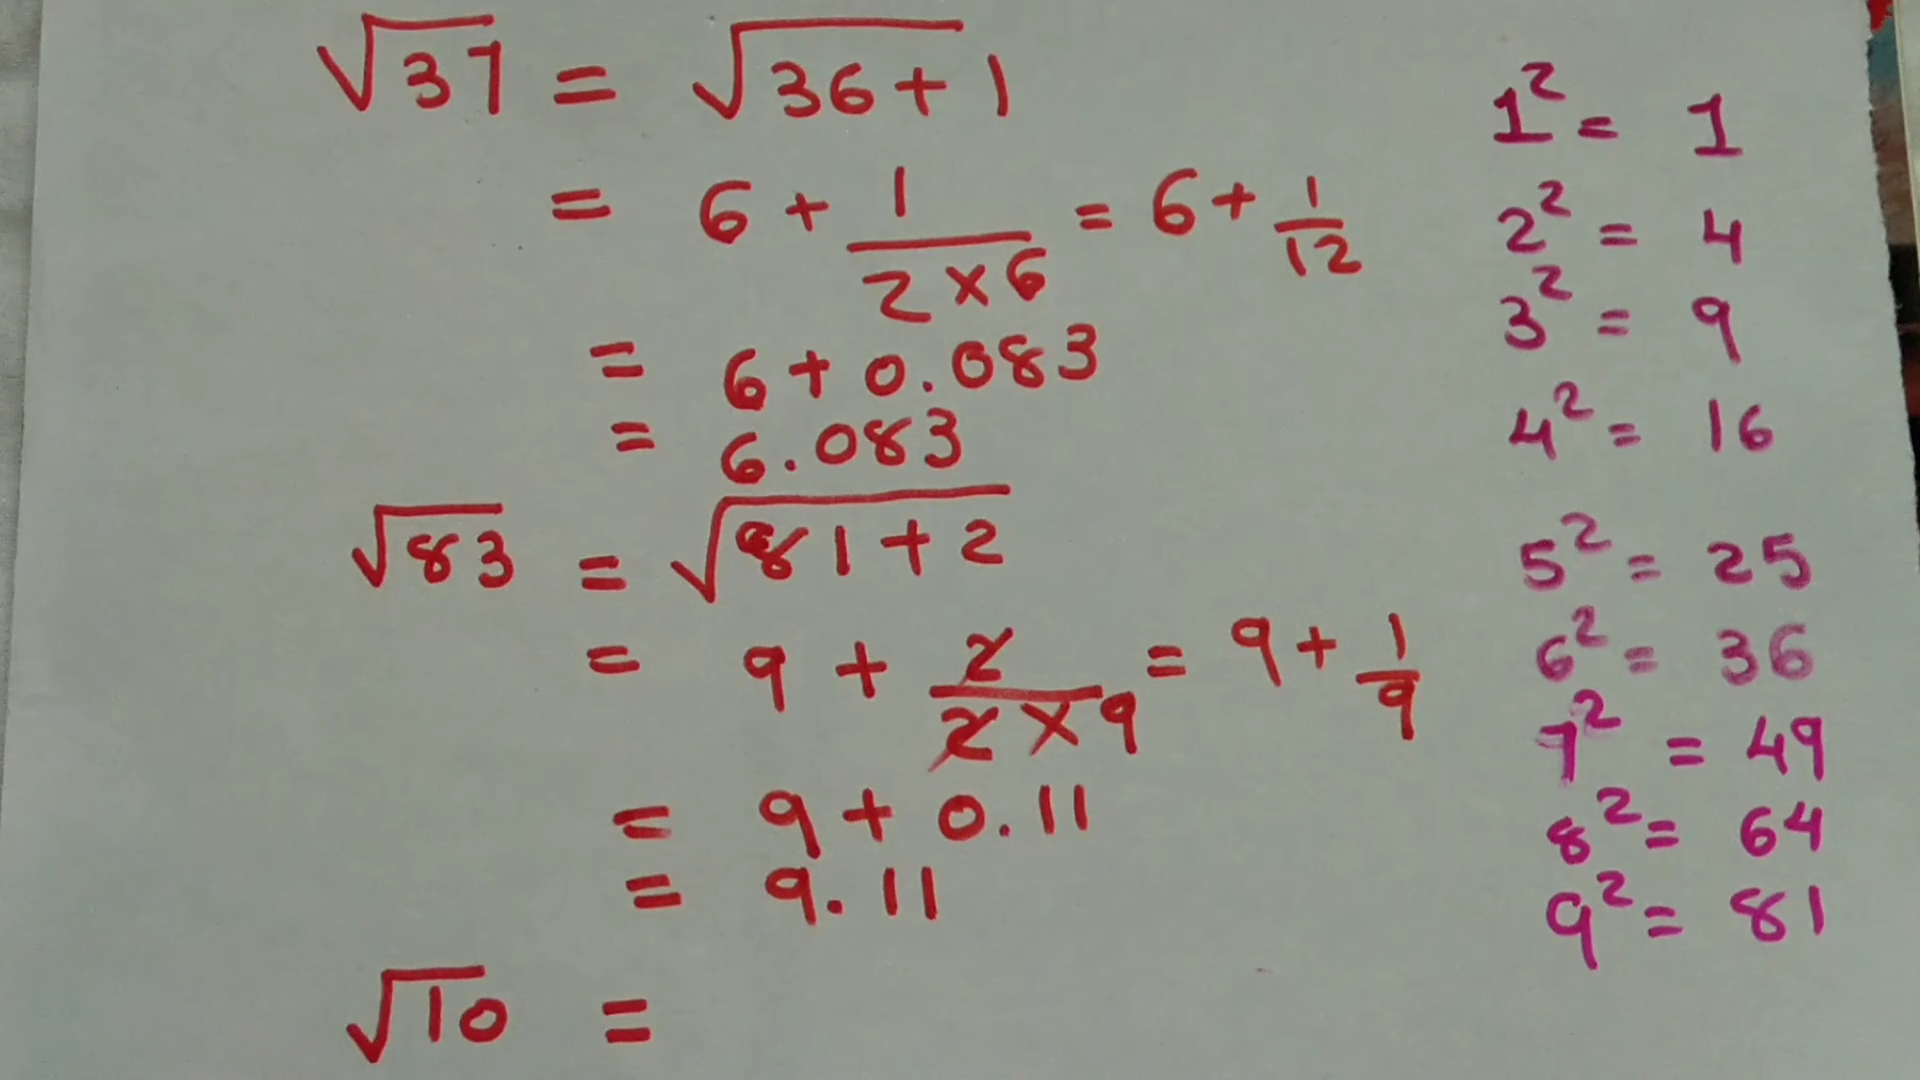 √37 = √36+1
= 6 + 1/(2×6) = 6 + 1/12
= 6 + 0.083
= 6.083
√83 = √81+2
= 9 + 2/(2×9) = 9 + 1/9
= 9 + 0.11
= 9.11
√10 =
1² = 1
2² = 4
3² = 9
4² = 16
5² = 25
6² = 36
7² = 49
8² = 64
9² = 81